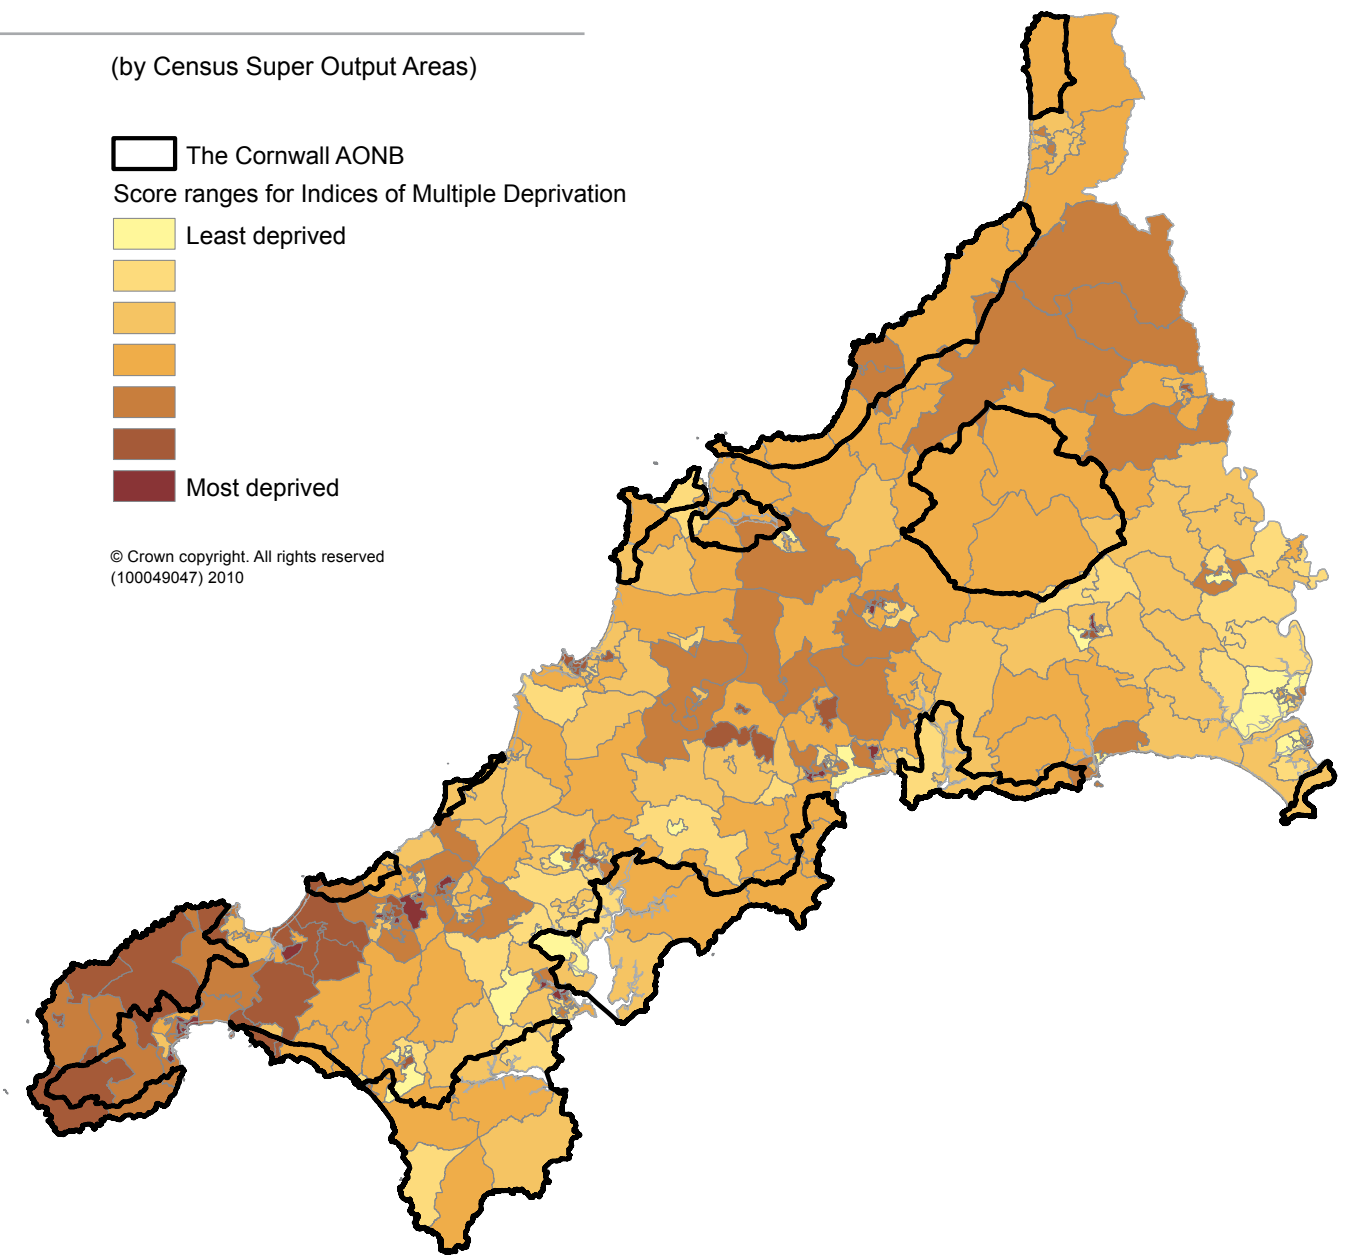 (by Census Super Output Areas)
The Cornwall AONB
Score ranges for Indices of Multiple Deprivation
Least deprived
Most deprived
© Crown copyright. All rights reserved
(100049047) 2010